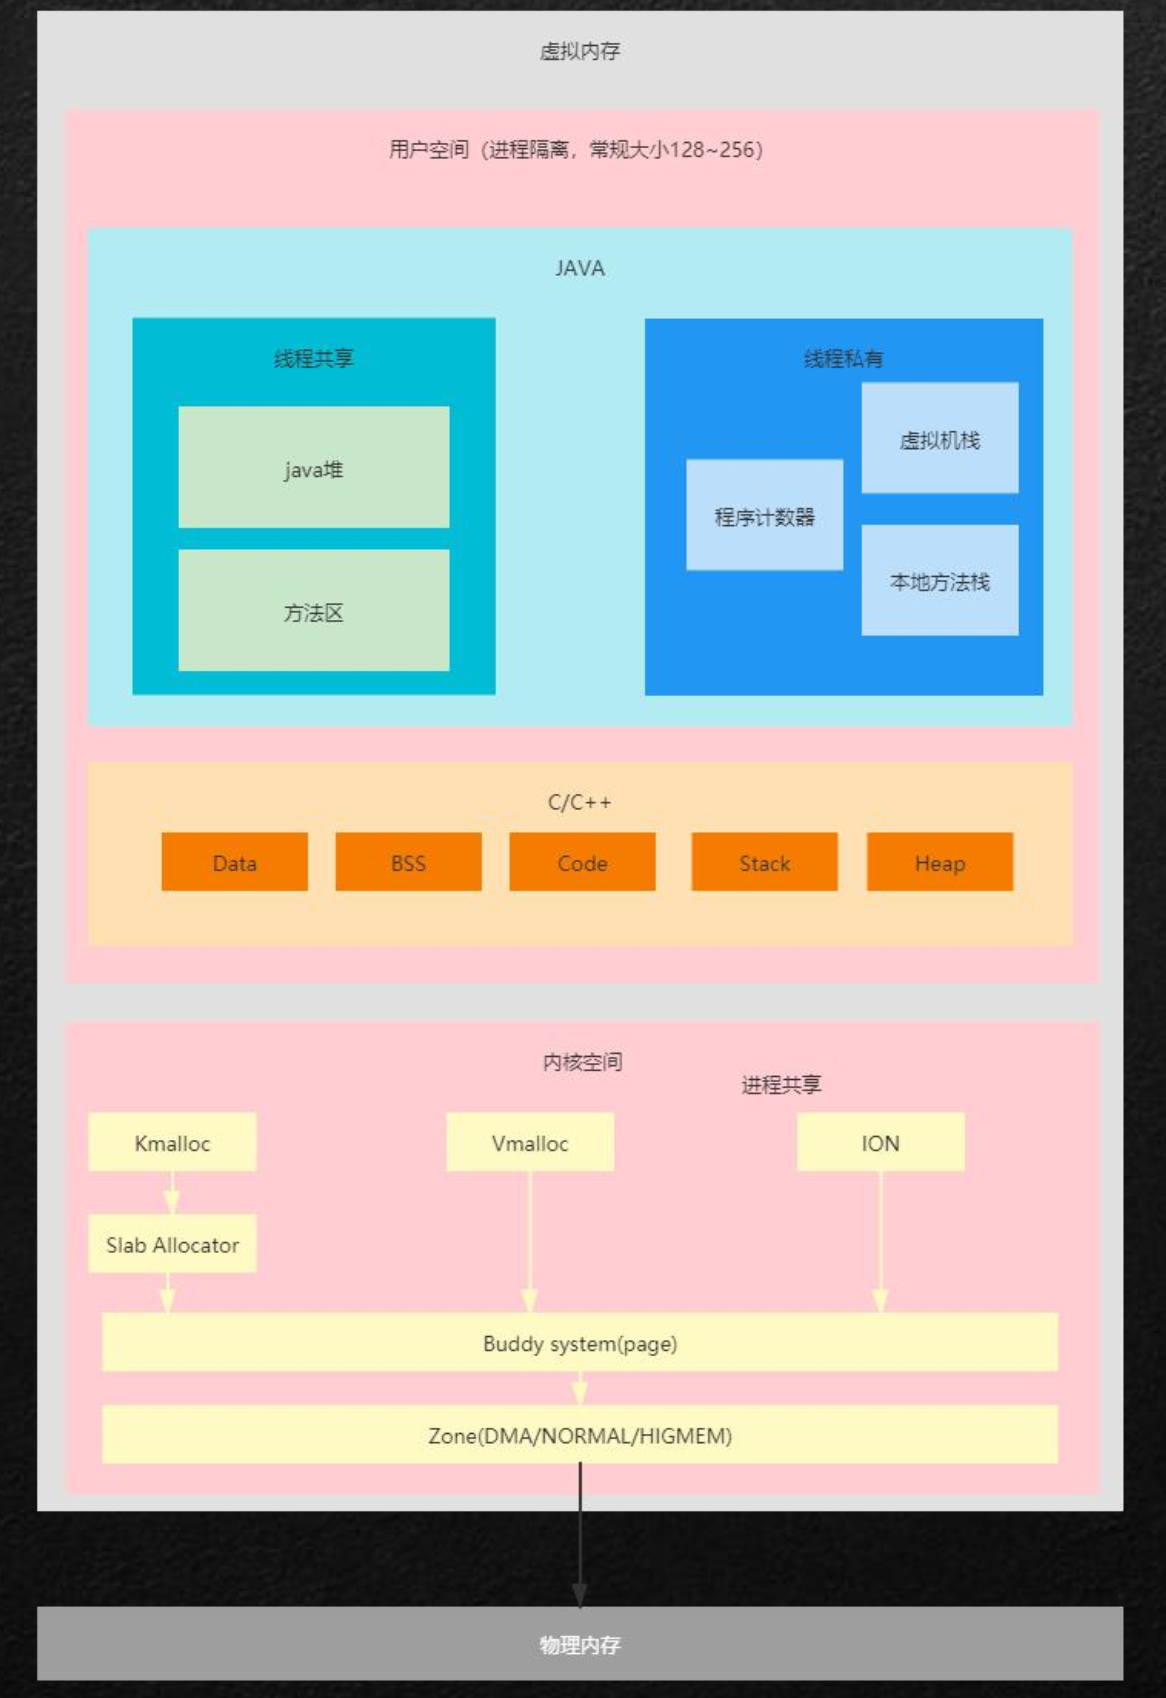 虚拟内存
用户空间（进程隔离，常规大小128~256）
JAVA
线程共享
java堆
方法区
线程私有
虚拟机栈
程序计数器
本地方法栈
C/C++
Data
BSS
Code
Stack
Heap
内核空间
进程共享
Kmalloc
Vmalloc
ION
Slab Allocator
Buddy system(page)
Zone(DMA/NORMAL/HIGMEM)
物理内存